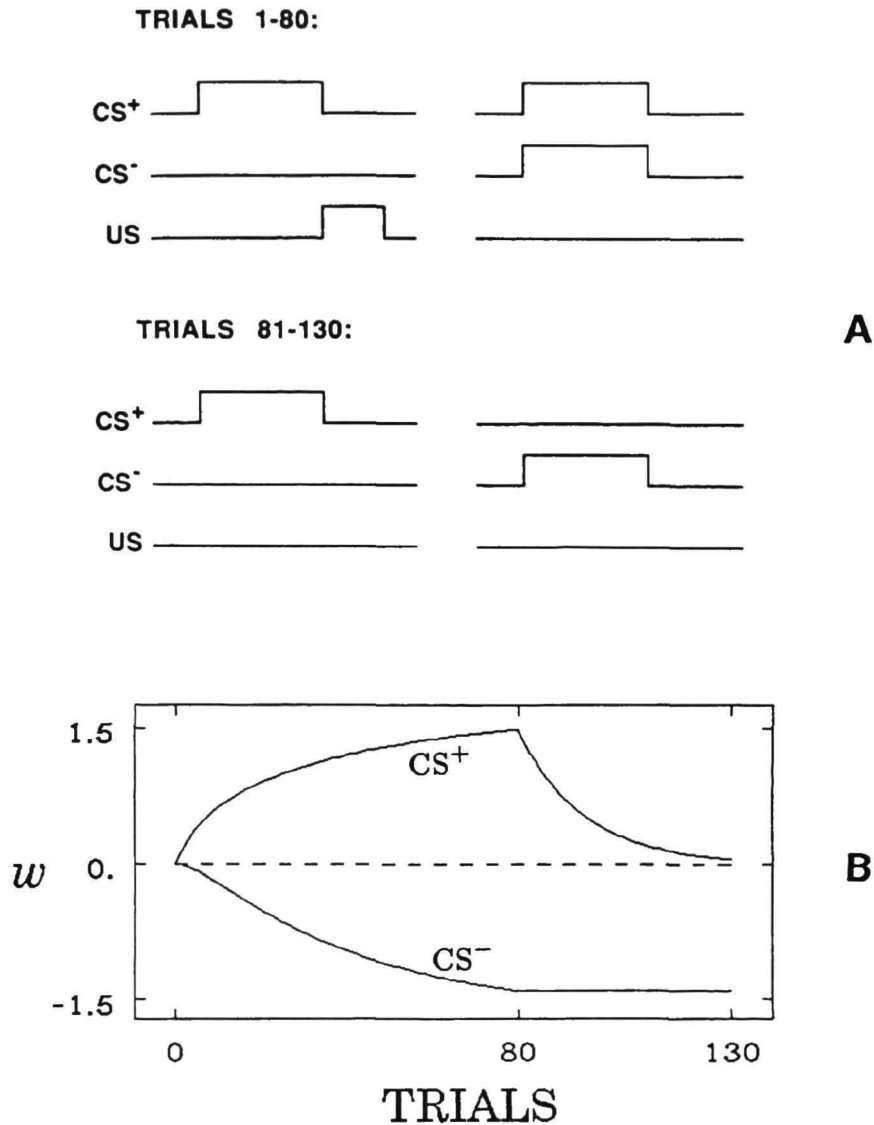 TRIALS 1-80:
CS+
CS-
US
TRIALS 81-130:
A
CS+
CS-
US
1.5
CS+
w
0.
B
CS-
-1.5
0
80
130
TRIALS